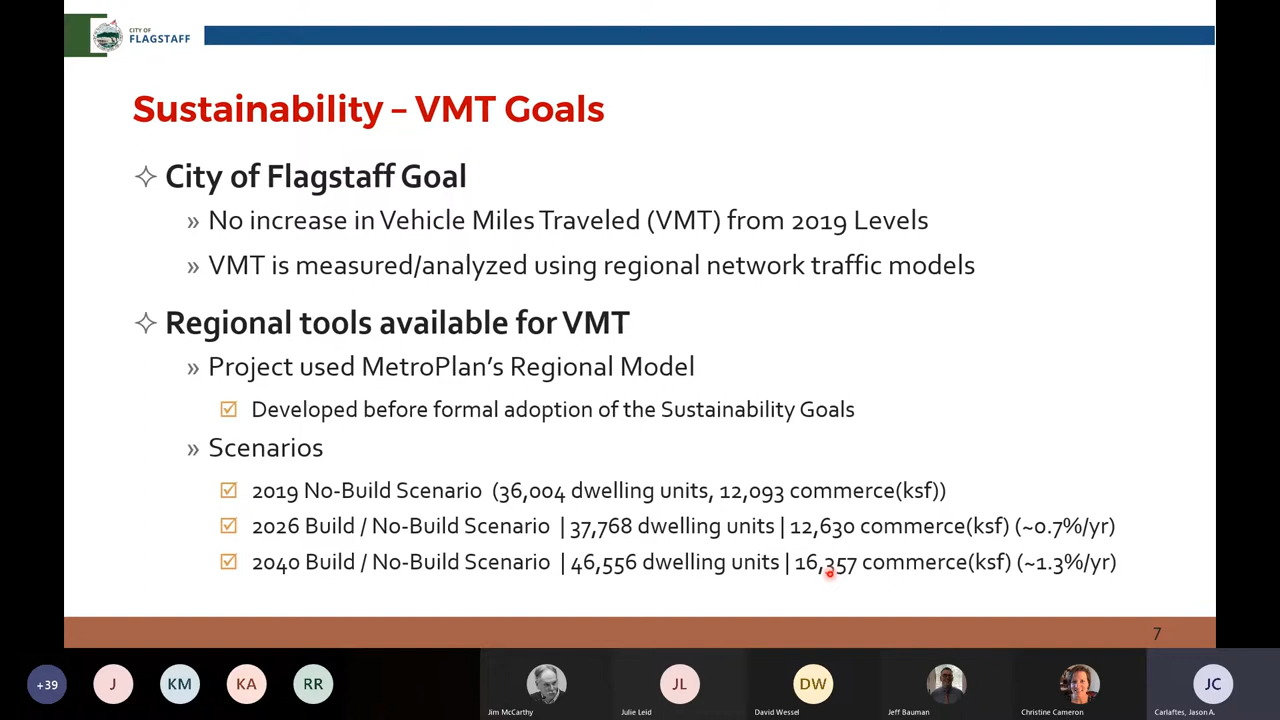 CITY OF
FLAGSTAFF
Sustainability – VMT Goals
City of Flagstaff Goal
» No increase in Vehicle Miles Traveled (VMT) from 2019 Levels
» VMT is measured/analyzed using regional network traffic models
Regional tools available for VMT
» Project used MetroPlan's Regional Model
Developed before formal adoption of the Sustainability Goals
» Scenarios
2019 No-Build Scenario (36,004 dwelling units, 12,093 commerce(ksf))
2026 Build / No-Build Scenario | 37,768 dwelling units | 12,630 commerce(ksf) (~0.7%/yr)
2040 Build / No-Build Scenario | 46,556 dwelling units | 16,357 commerce(ksf) (~1.3%/yr)
7
+39 J KM KA RR JL DW JC
Jim McCarthy Julie Leid David Wessel Jeff Bauman Christine Cameron Carlaftes, Jason A.